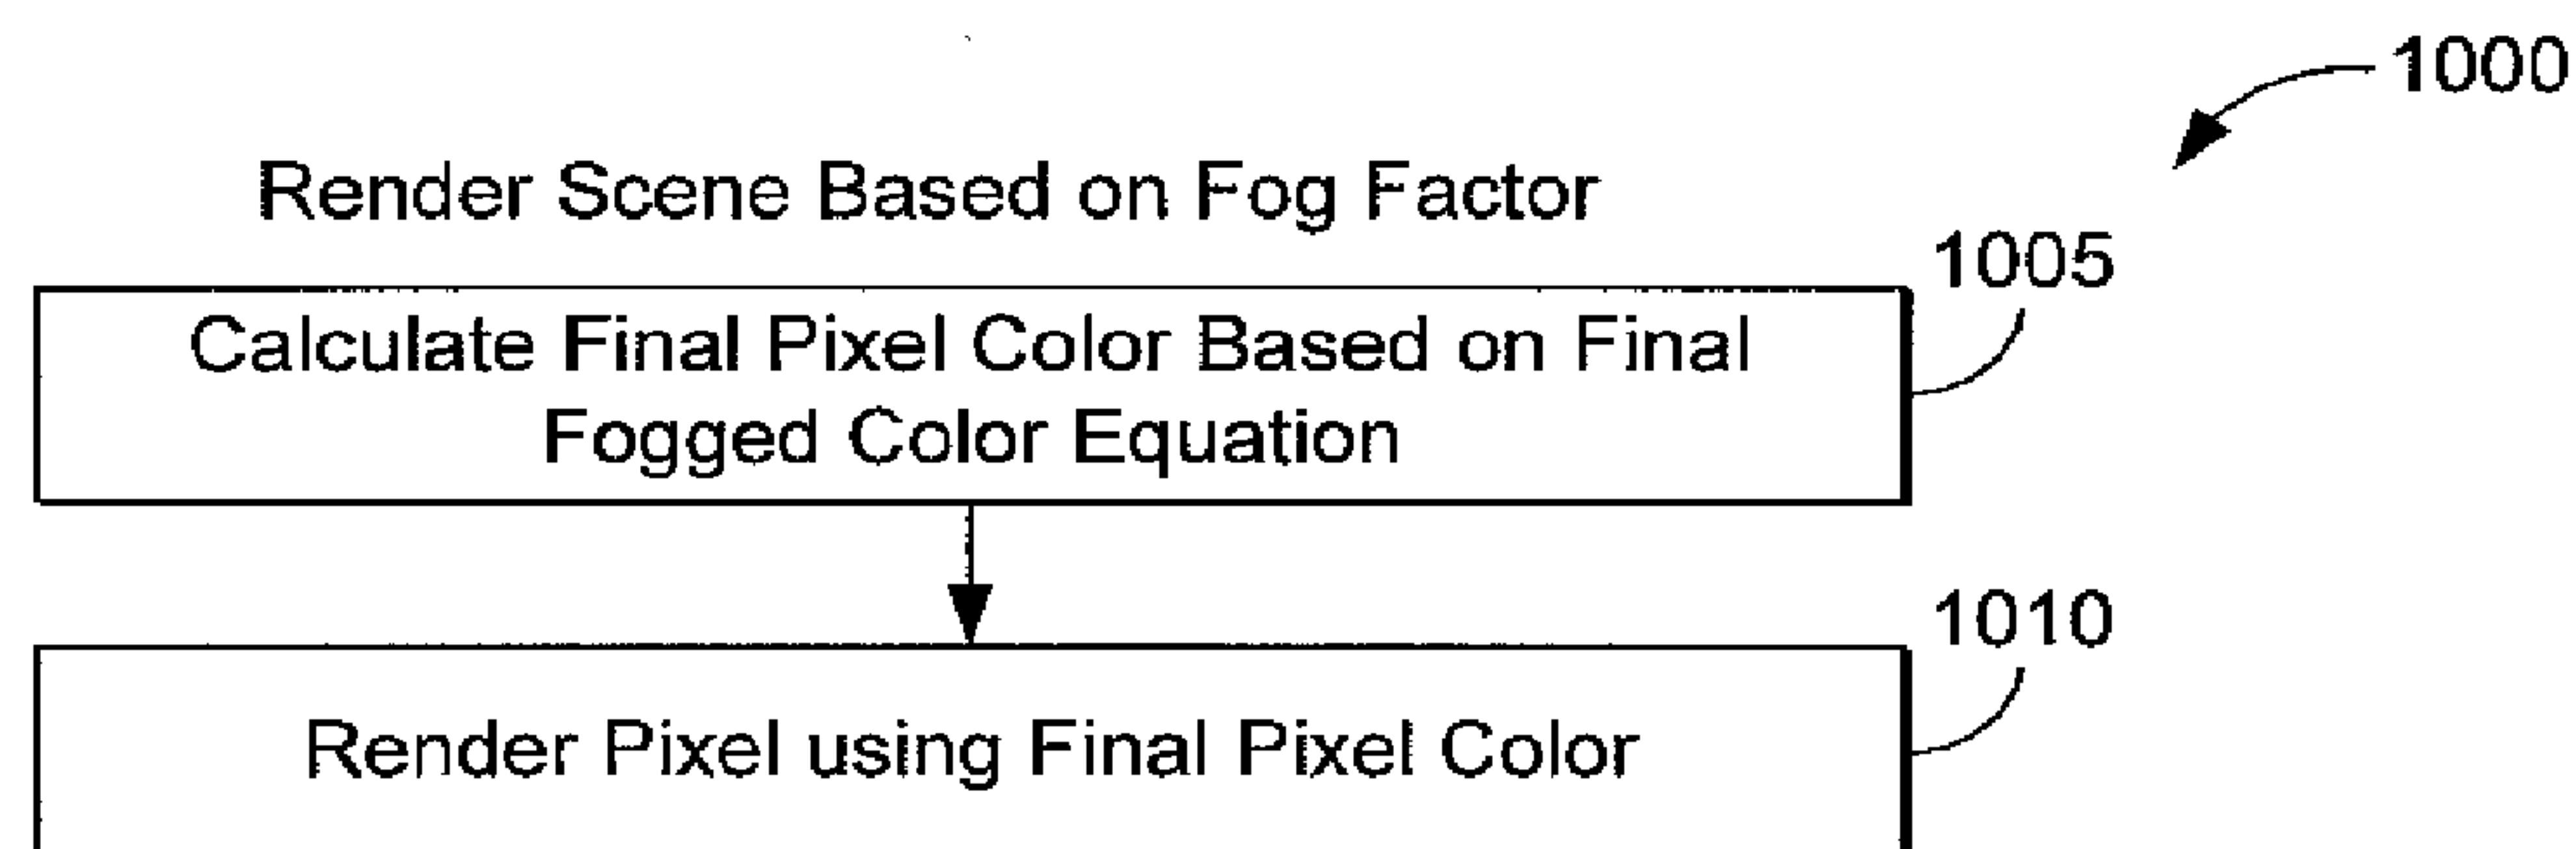 1000
Render Scene Based on Fog Factor
1005
Calculate Final Pixel Color Based on Final
Fogged Color Equation
1010
Render Pixel using Final Pixel Color